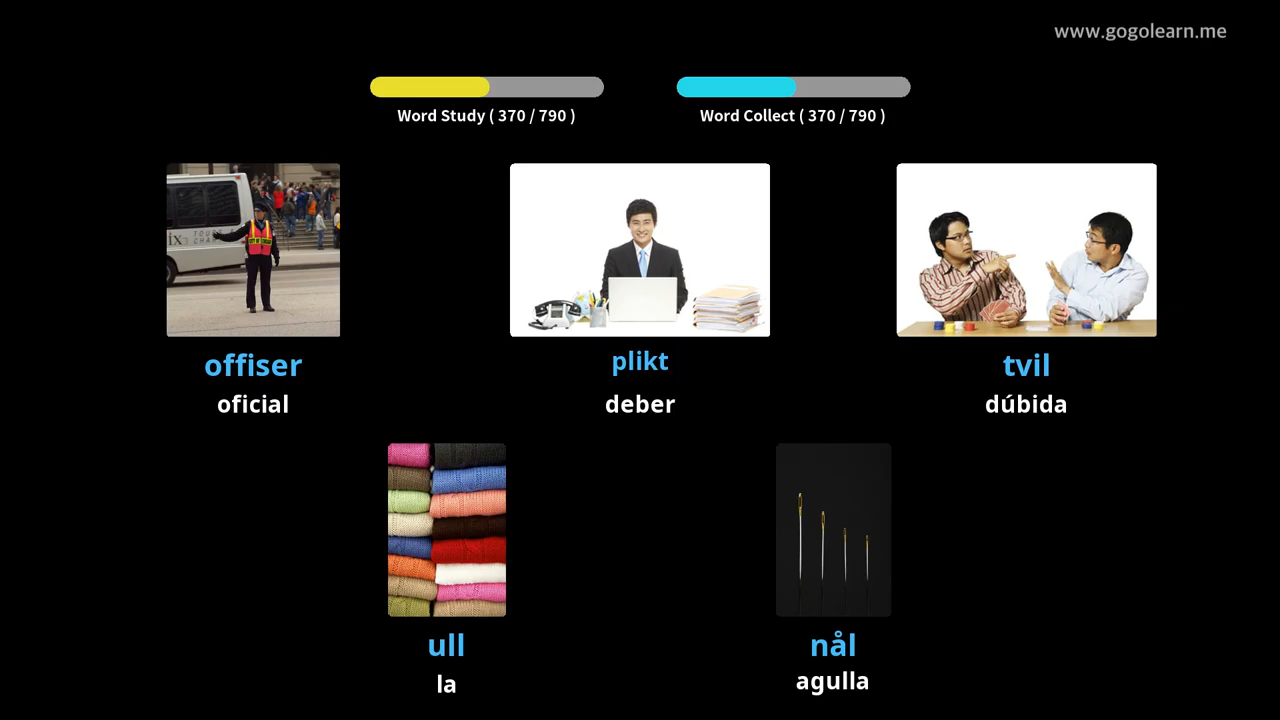 www.gogolearn.me
Word Study ( 370 / 790 )
Word Collect ( 370 / 790 )
offiser
oficial
plikt
deber
tvil
dúbida
ull
la
nål
agulla